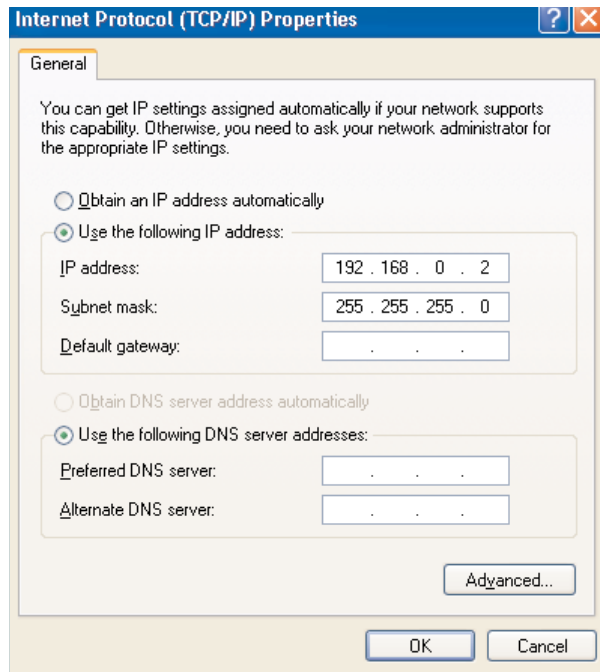 Internet Protocol (TCP/IP) Properties
General
You can get IP settings assigned automatically if your network supports
this capability. Otherwise, you need to ask your network administrator for
the appropriate IP settings.
Obtain an IP address automatically
Use the following IP address:
IP address: 192 . 168 . 0 . 2
Subnet mask: 255 . 255 . 255 . 0
Default gateway: . . .
Obtain DNS server address automatically
Use the following DNS server addresses:
Preferred DNS server: . . .
Alternate DNS server: . . .
Advanced...
OK Cancel